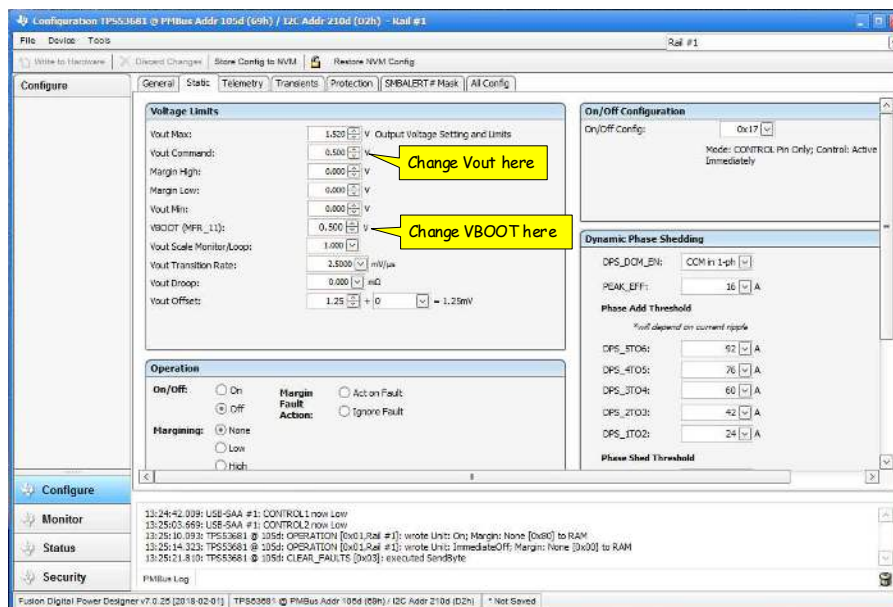 Configuration TPS53681 @ PMBus Addr 105d (69h) / I2C Addr 210d (D2h) - Rail #1
File Device Tools
Rail #1
Write to Hardware Discard Changes Store Config to NVM Restore NVM Config
Configure
General Static Telemetry Transients Protection SMBALERT# Mask All Config
Voltage Limits
Vout Max: 1.520 V Output Voltage Setting and Limits
Vout Command: 0.500 V
Change Vout here
Margin High: 0.000 V
Margin Low: 0.000 V
Vout Min: 0.000 V
VBOOT (MFR_11): 0.500 V
Change VBOOT here
Vout Scale Monitor/Loop: 1.000
Vout Transition Rate: 2.5000 mV/µs
Vout Droop: 0.000 mΩ
Vout Offset: 1.25 + 0 = 1.25mV
On/Off Configuration
On/Off Config: 0x17
Mode: CONTROL Pin Only; Control: Active
Immediately
Dynamic Phase Shedding
DPS_DCM_EN: CCM in 1-ph
PEAK_EFF: 16 A
Phase Add Threshold
*will depend on current ripple
DPS_5TO6: 92 A
DPS_4TO5: 76 A
DPS_3TO4: 60 A
DPS_2TO3: 42 A
DPS_1TO2: 24 A
Phase Shed Threshold
Operation
On/Off: On
Off
Margin
Fault
Action:
Act on Fault
Ignore Fault
Margining: None
Low
High
Configure
Monitor
Status
Security
13:24:42.009: USB-SAA #1: CONTROL1 now Low
13:25:03.669: USB-SAA #1: CONTROL2 now Low
13:25:10.093: TPS53681 @ 105d: OPERATION [0x01,Rail #1]: wrote Unit: On; Margin: None [0x80] to RAM
13:25:14.323: TPS53681 @ 105d: OPERATION [0x01,Rail #1]: wrote Unit: ImmediateOff; Margin: None [0x00] to RAM
13:25:21.810: TPS53681 @ 105d: CLEAR_FAULTS [0x03]: executed SendByte
PMBus Log
Fusion Digital Power Designer v7.0.26 [2018-02-01] TPS53681 @ PMBus Addr 105d (69h) / I2C Addr 210d (D2h) * Not Saved